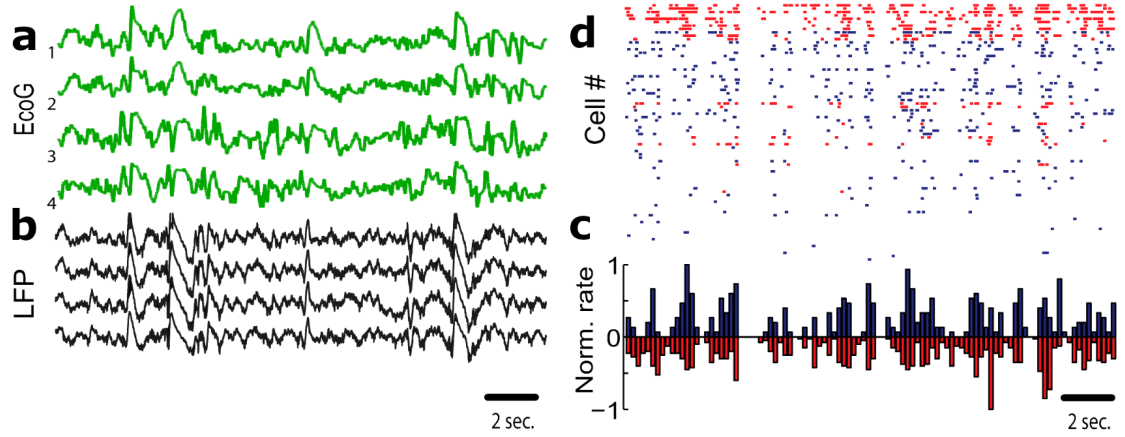 a
1
EcoG
2
3
4
b
LFP
2 sec.
d
Cell #
c
Norm. rate
1
0
−1
2 sec.